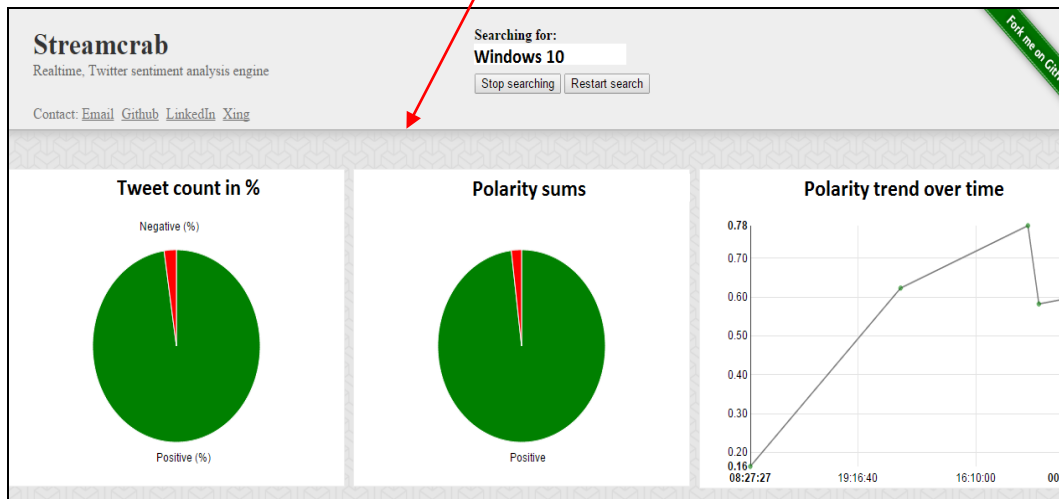 Streamcrab
Realtime, Twitter sentiment analysis engine
Contact: Email Github LinkedIn Xing
Searching for:
Windows 10
Stop searching Restart search
Fork me on
Tweet count in %
Negative (%)
Positive (%)
Polarity sums
Positive
Polarity trend over time
0.78
0.70
0.60
0.50
0.40
0.30
0.20
0.16
08:27:27 19:16:40 16:10:00 00